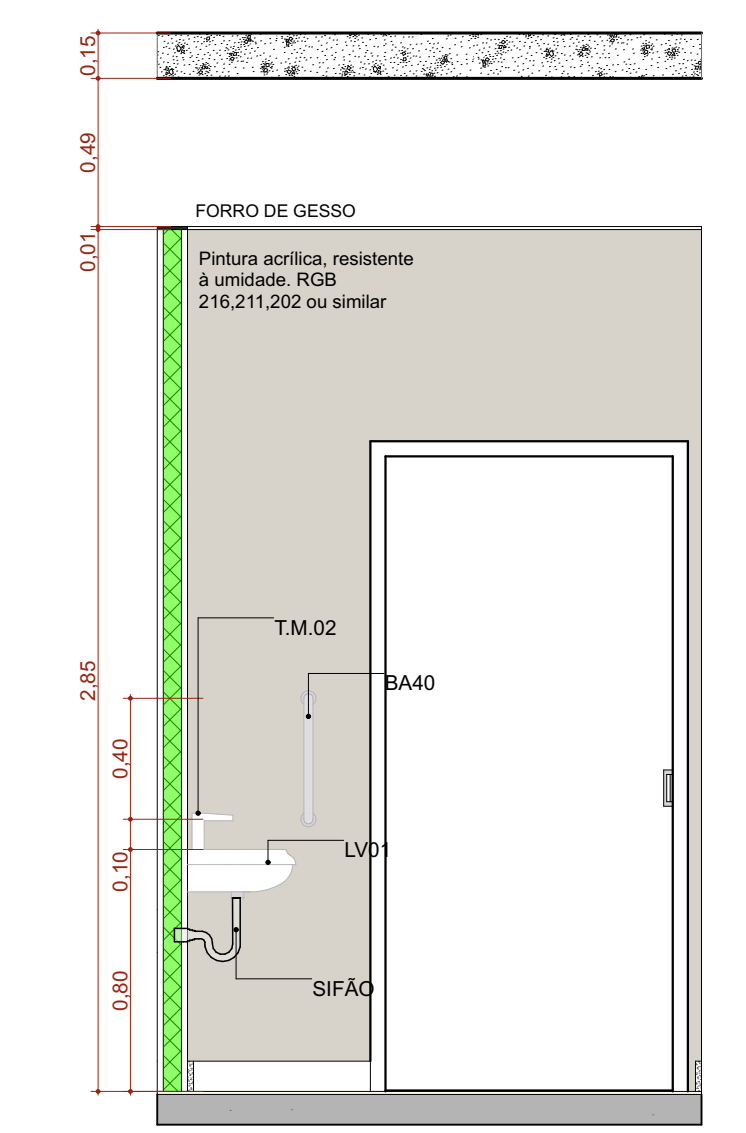 0,15
0,49
FORRO DE GESSO
0,01
Pintura acrílica, resistente
à umidade. RGB
216,211,202 ou similar
T.M.02
2,85
BA40
0,40
LV01
0,10
0,80
SIFÃO